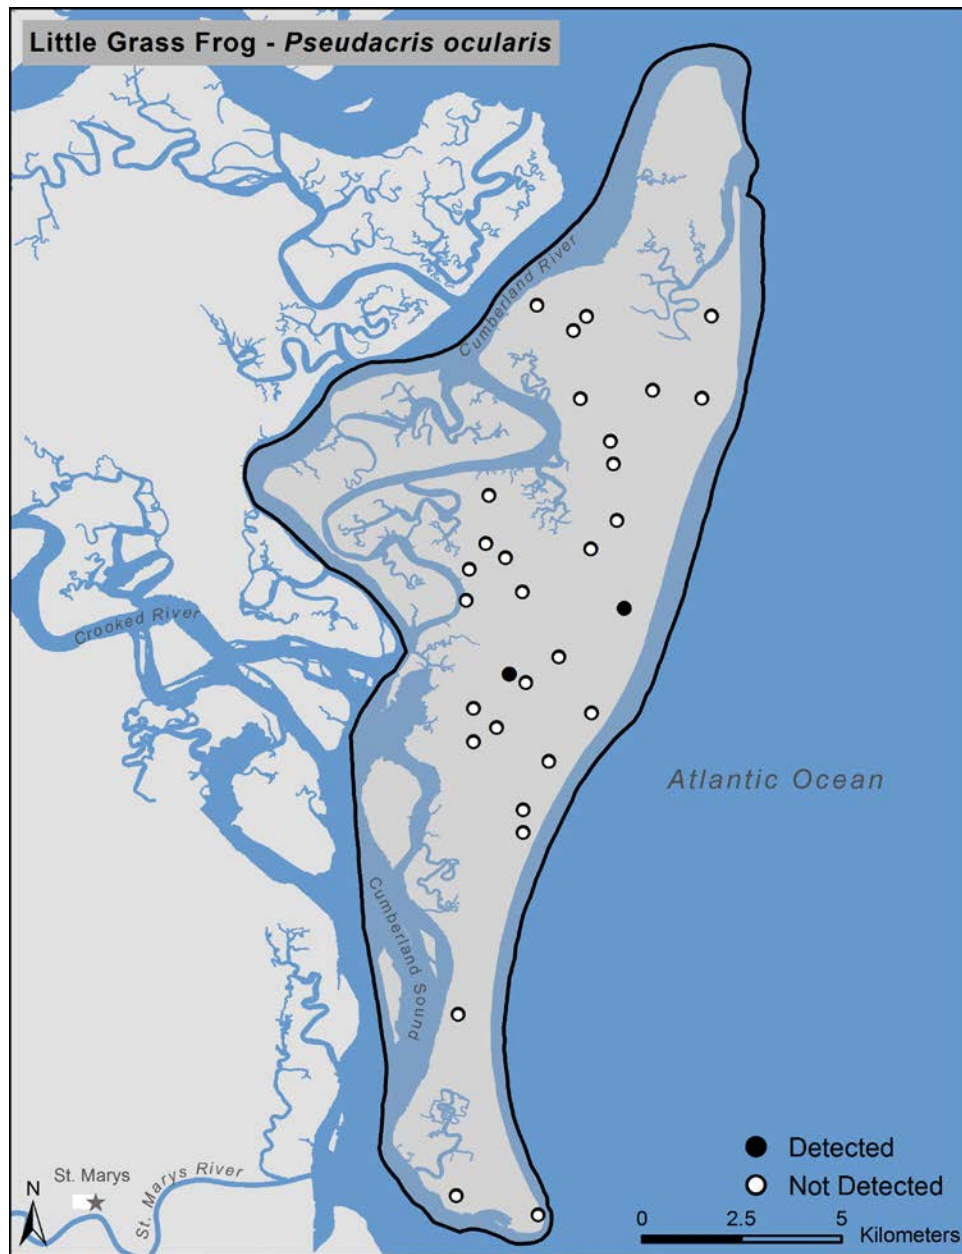 Little Grass Frog - Pseudacris ocularis
Cumberland River
Crooked River
Atlantic Ocean
Cumberland Sound
St. Marys
St. Marys River
N
Detected
Not Detected
0 2.5 5
Kilometers